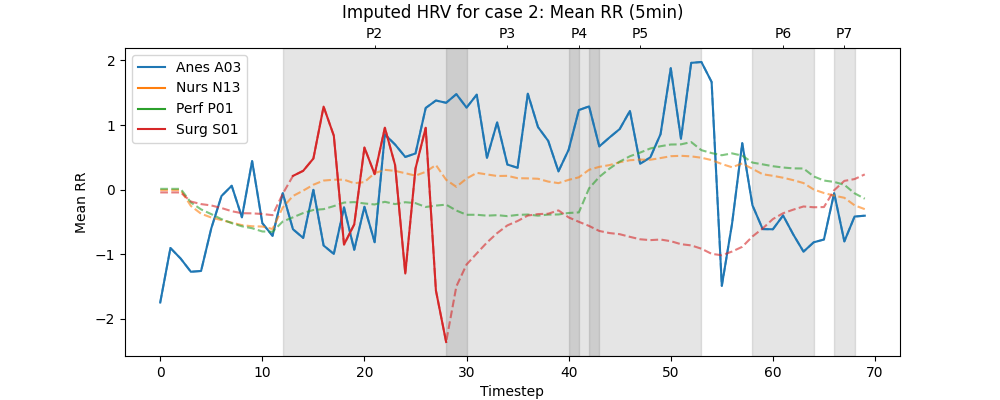 Imputed HRV for case 2: Mean RR (5min)
P2 P3 P4 P5 P6 P7
Anes A03
Nurs N13
Perf P01
Surg S01
Mean RR
2
1
0
−1
−2
0 10 20 30 40 50 60 70
Timestep